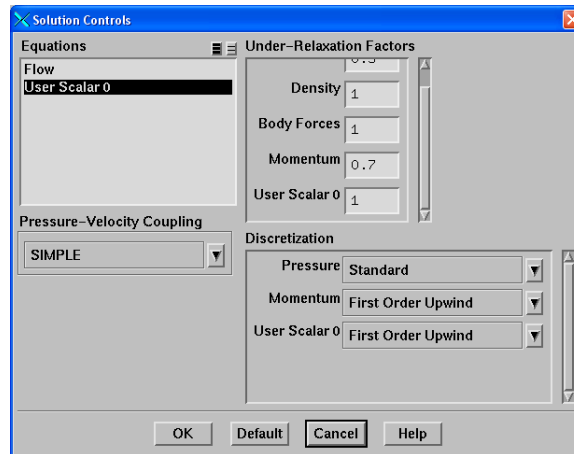 Solution Controls
Equations
Flow
User Scalar 0
Pressure-Velocity Coupling
SIMPLE
Under-Relaxation Factors
Density 1
Body Forces 1
Momentum 0.7
User Scalar 0 1
Discretization
Pressure Standard
Momentum First Order Upwind
User Scalar 0 First Order Upwind
OK Default Cancel Help